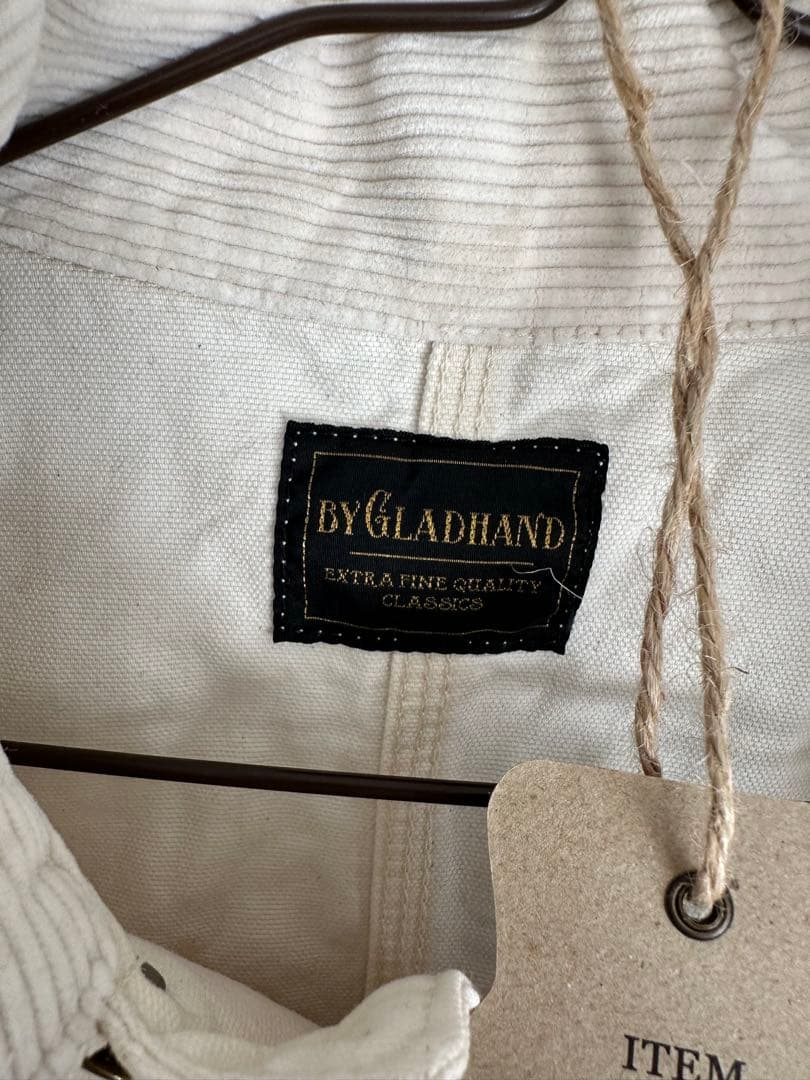 BY GLADHAND
EXTRA FINE QUALITY
CLASSICS
ITEM